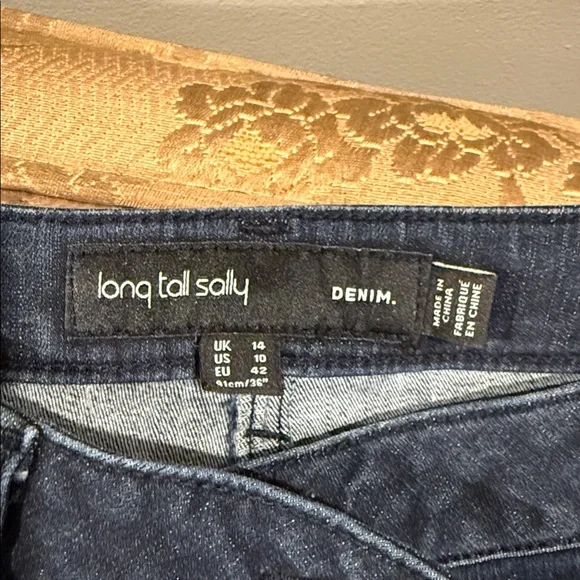 long tall sally
DENIM.
MADE IN
CHINA
FABRIQUÉ
EN CHINE
UK 14
US 10
EU 42
91cm/36"